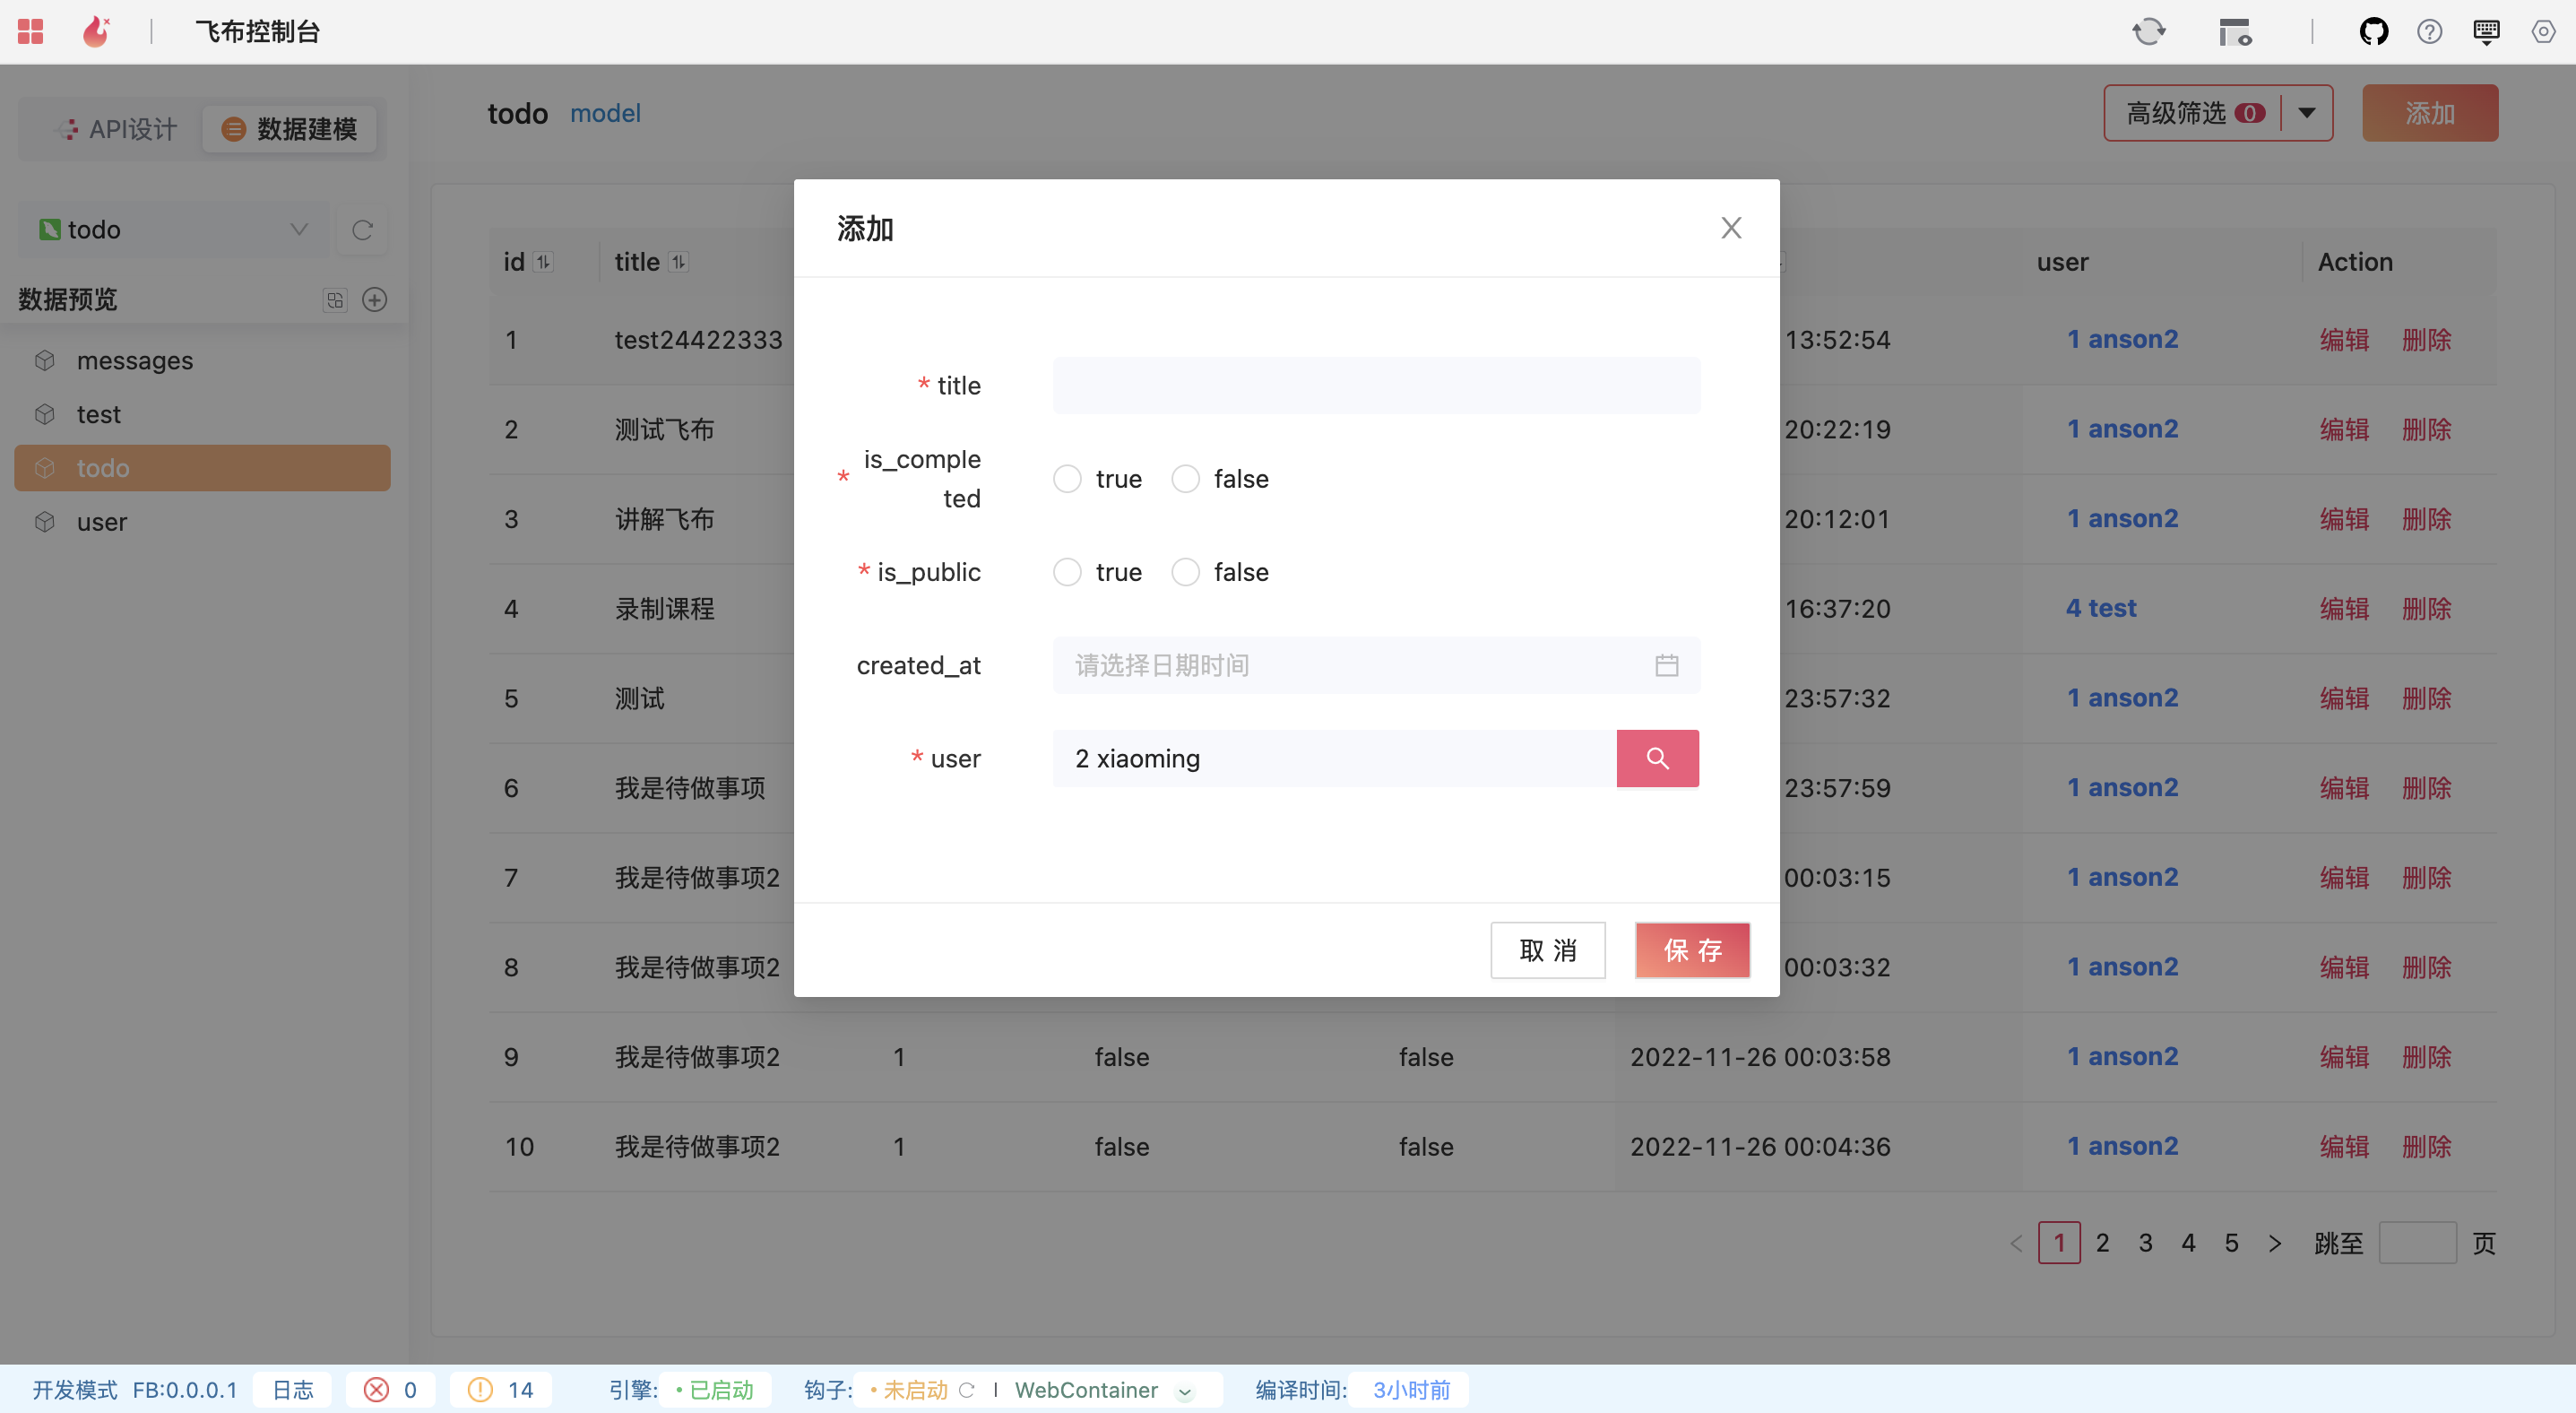 飞布控制台
API设计 数据建模
todo model
高级筛选 0 添加
todo
数据预览
messages
test
todo
user
id title user Action
1 test24422333 13:52:54 1 anson2 编辑 删除
2 测试飞布 20:22:19 1 anson2 编辑 删除
3 讲解飞布 20:12:01 1 anson2 编辑 删除
4 录制课程 16:37:20 4 test 编辑 删除
5 测试 23:57:32 1 anson2 编辑 删除
6 我是待做事项 23:57:59 1 anson2 编辑 删除
7 我是待做事项2 00:03:15 1 anson2 编辑 删除
8 我是待做事项2 00:03:32 1 anson2 编辑 删除
9 我是待做事项2 1 false false 2022-11-26 00:03:58 1 anson2 编辑 删除
10 我是待做事项2 1 false false 2022-11-26 00:04:36 1 anson2 编辑 删除
1 2 3 4 5 跳至 页
添加
* title
* is_comple
ted
true false
* is_public true false
created_at 请选择日期时间
* user 2 xiaoming
取 消 保 存
开发模式 FB:0.0.0.1 日志 0 14 引擎: 已启动 钩子: 未启动 | WebContainer 编译时间: 3小时前